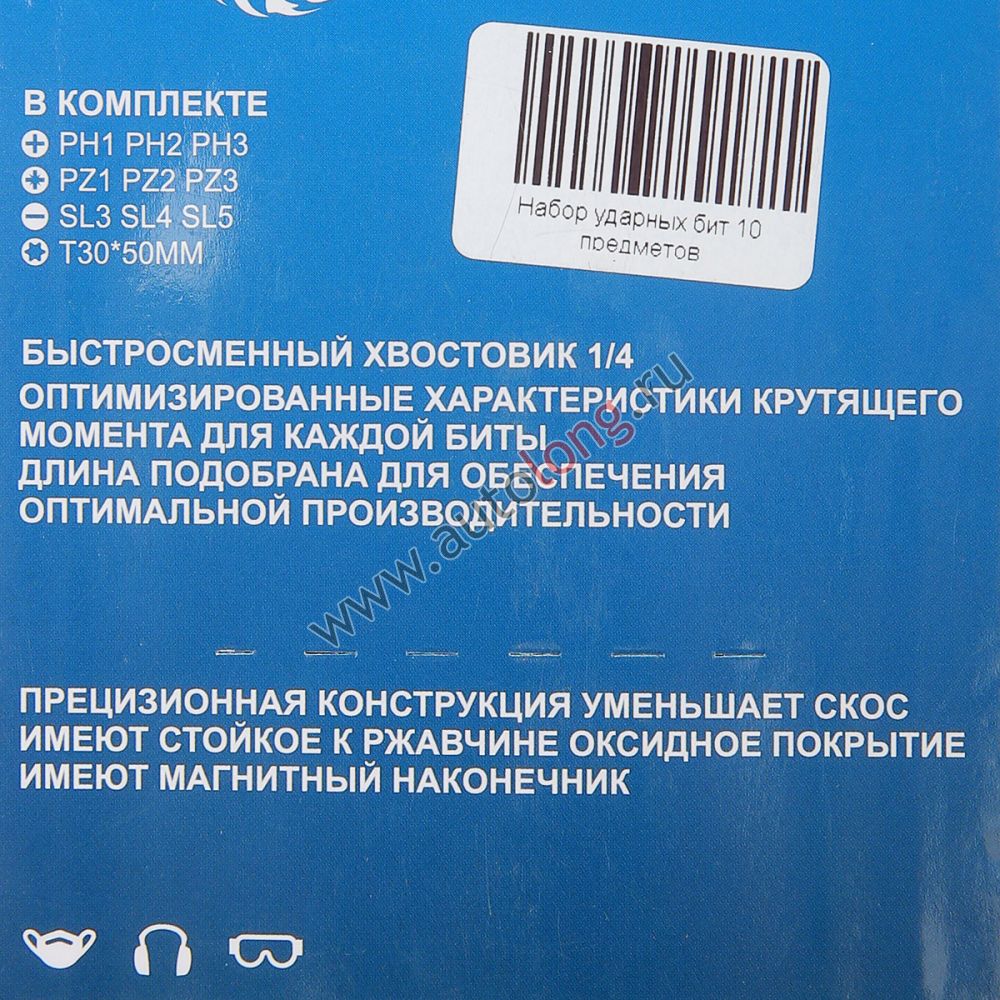 В КОМПЛЕКТЕ
PH1 PH2 PH3
PZ1 PZ2 PZ3
SL3 SL4 SL5
T30*50ММ
Набор ударных бит 10
предметов
БЫСТРОСМЕННЫЙ ХВОСТОВИК 1/4
ОПТИМИЗИРОВАННЫЕ ХАРАКТЕРИСТИКИ КРУТЯЩЕГО
МОМЕНТА ДЛЯ КАЖДОЙ БИТЫ
ДЛИНА ПОДОБРАНА ДЛЯ ОБЕСПЕЧЕНИЯ
ОПТИМАЛЬНОЙ ПРОИЗВОДИТЕЛЬНОСТИ
www.autolong.ru
ПРЕЦИЗИОННАЯ КОНСТРУКЦИЯ УМЕНЬШАЕТ СКОС
ИМЕЮТ СТОЙКОЕ К РЖАВЧИНЕ ОКСИДНОЕ ПОКРЫТИЕ
ИМЕЮТ МАГНИТНЫЙ НАКОНЕЧНИК